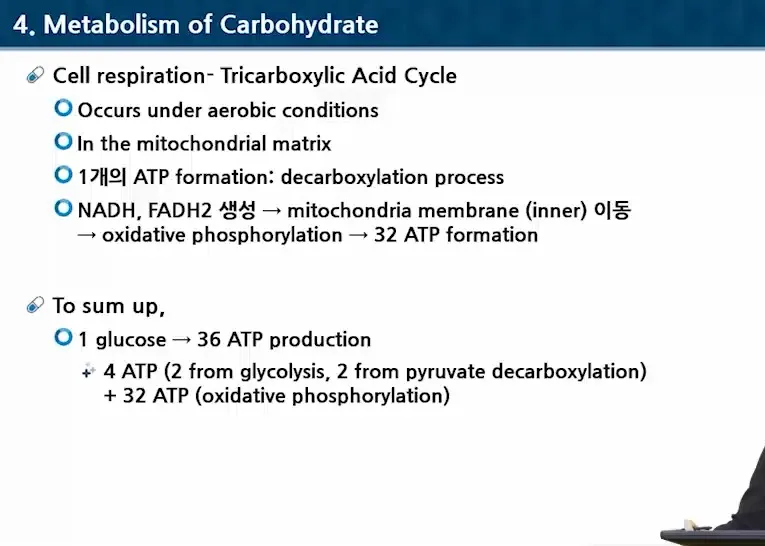 4. Metabolism of Carbohydrate
Cell respiration- Tricarboxylic Acid Cycle
Occurs under aerobic conditions
In the mitochondrial matrix
1개의 ATP formation: decarboxylation process
NADH, FADH2 생성 → mitochondria membrane (inner) 이동
→ oxidative phosphorylation → 32 ATP formation
To sum up,
1 glucose → 36 ATP production
4 ATP (2 from glycolysis, 2 from pyruvate decarboxylation)
+ 32 ATP (oxidative phosphorylation)